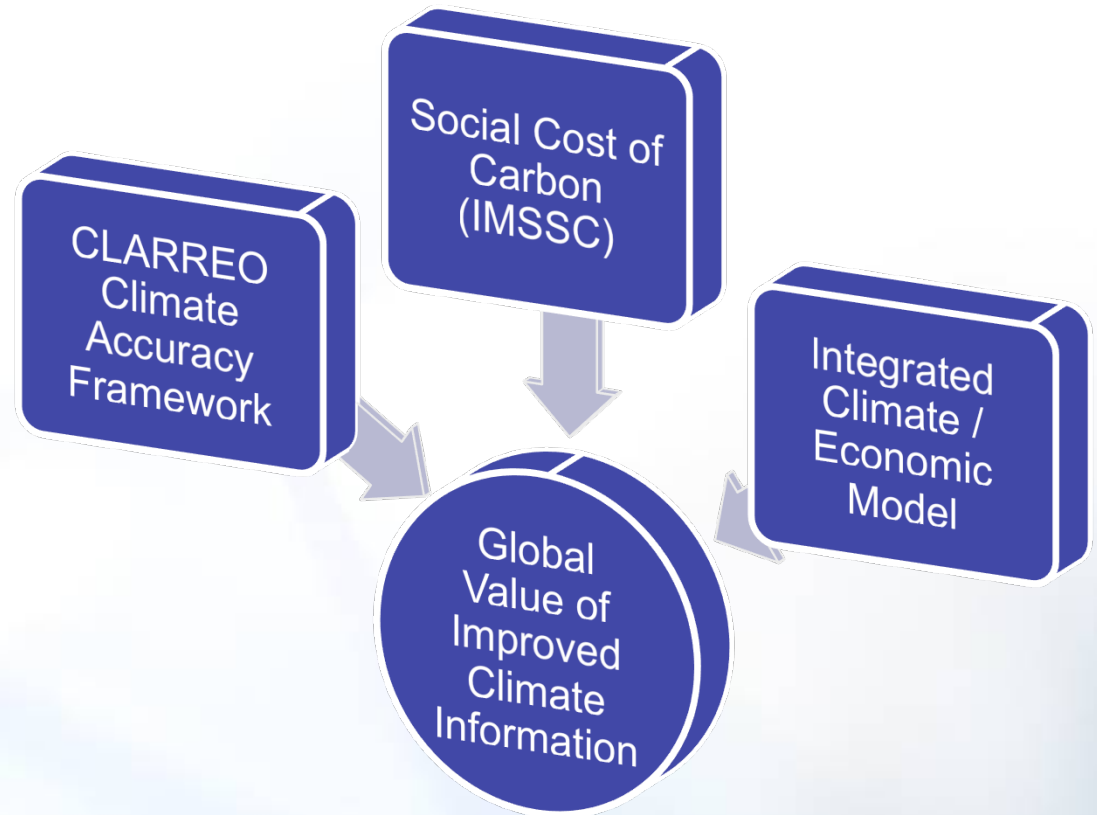 Social Cost of
Carbon
(IMSSC)
CLARREO
Climate
Accuracy
Framework
Integrated
Climate /
Economic
Model
Global
Value of
Improved
Climate
Information